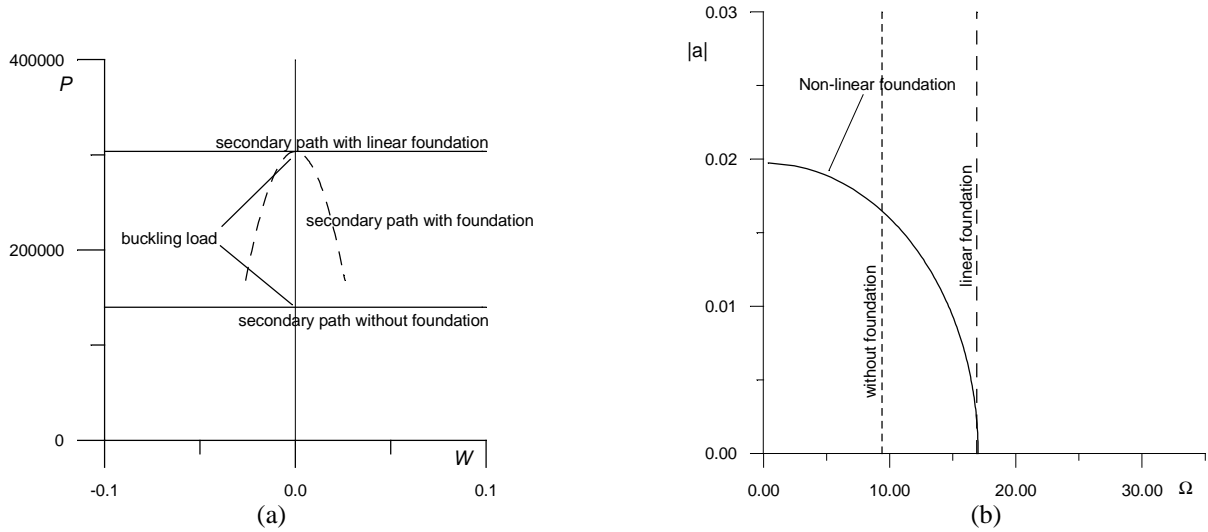 400000
P
secondary path with linear foundation
secondary path with foundation
200000
buckling load
secondary path without foundation
0
W
-0.1
0.0
0.1
(a)
0.03
|a|
Non-linear foundation
0.02
without foundation
linear foundation
0.01
0.00
0.00
10.00
20.00
30.00
Ω
(b)